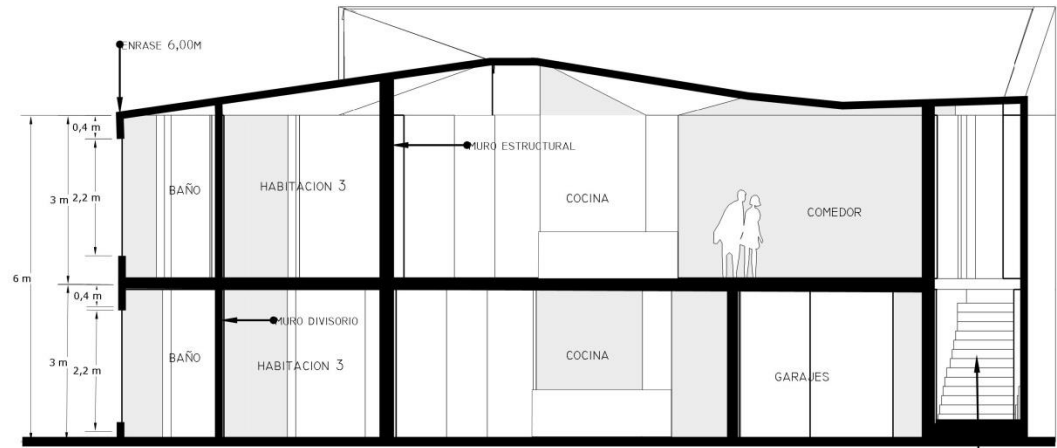 ENRASE 6,00M
0,4 m
MURO ESTRUCTURAL
BAÑO
HABITACION 3
3 m
2,2 m
COCINA
COMEDOR
6 m
0,4 m
MURO DIVISORIO
BAÑO
HABITACION 3
COCINA
3 m
2,2 m
GARAJES